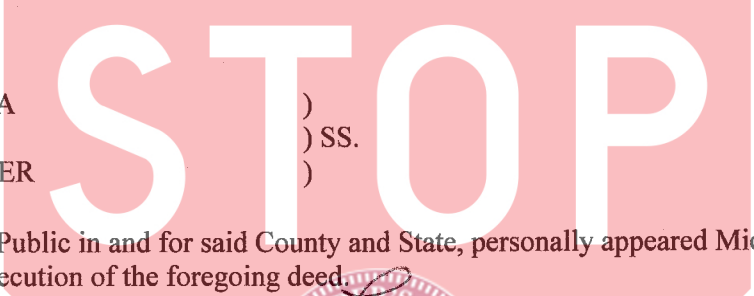 STOP
A )
) SS.
ER )
Public in and for said County and State, personally appeared Mic
ecution of the foregoing deed.